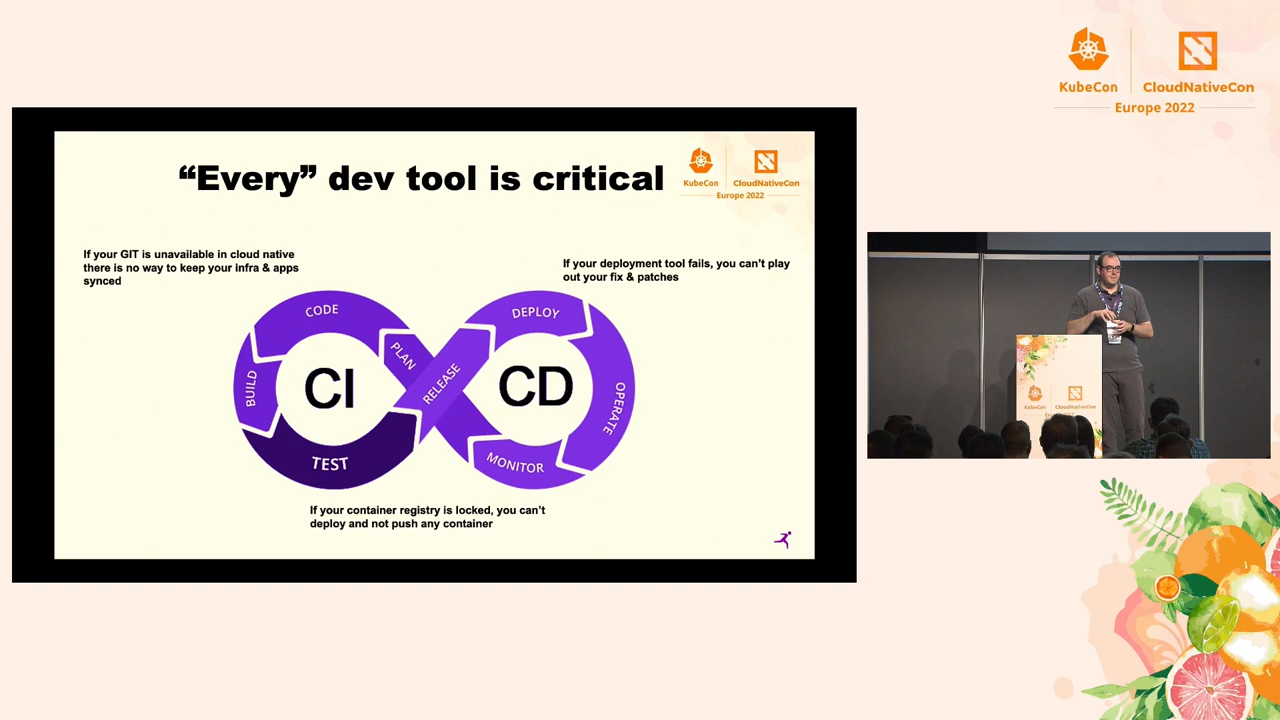 KubeCon
CloudNativeCon
Europe 2022
“Every” dev tool is critical
KubeCon
CloudNativeCon
Europe 2022
If your GIT is unavailable in cloud native
there is no way to keep your infra & apps
synced
If your deployment tool fails, you can’t play
out your fix & patches
CODE
DEPLOY
PLAN
RELEASE
BUILD
CI
CD
OPERATE
TEST
MONITOR
If your container registry is locked, you can’t
deploy and not push any container
KubeCon
CloudNativeCon